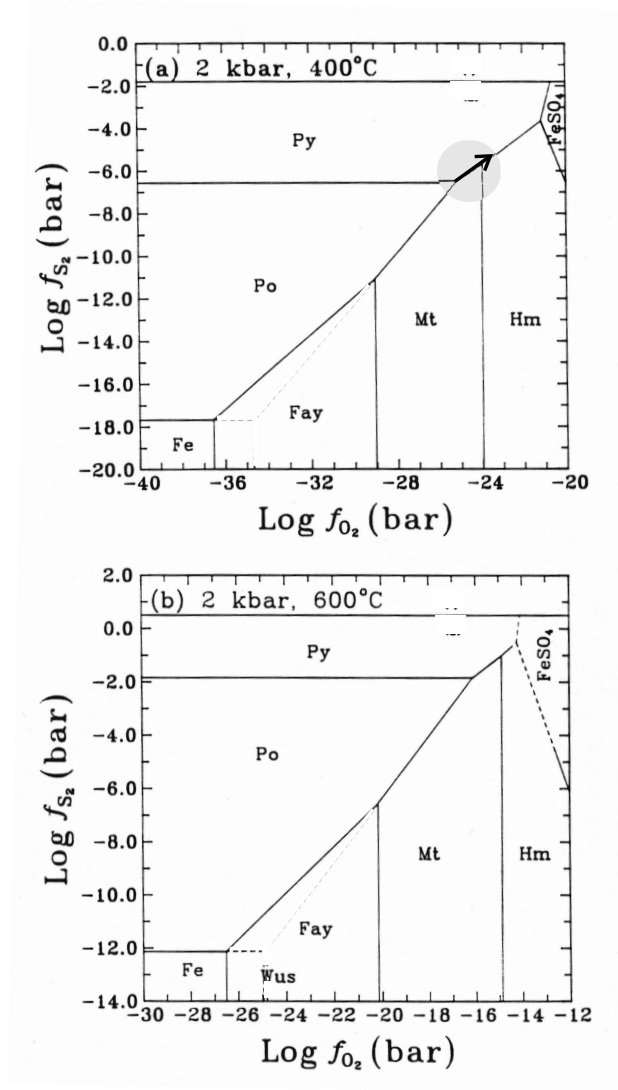 0.0
(a) 2 kbar, 400°C
−2.0
FeSO₄
−4.0
Py
−6.0
−8.0
Po
−10.0
−12.0
Mt
Hm
−14.0
−16.0
Fay
−18.0
Fe
−20.0
−40 −36 −32 −28 −24 −20
Log f O₂ (bar)
Log f S₂ (bar)
2.0
(b) 2 kbar, 600°C
0.0
FeSO₄
Py
−2.0
−4.0
Po
−6.0
−8.0
Mt
Hm
−10.0
Fay
−12.0
Fe
Wus
−14.0
−30 −28 −26 −24 −22 −20 −18 −16 −14 −12
Log f O₂ (bar)
Log f S₂ (bar)